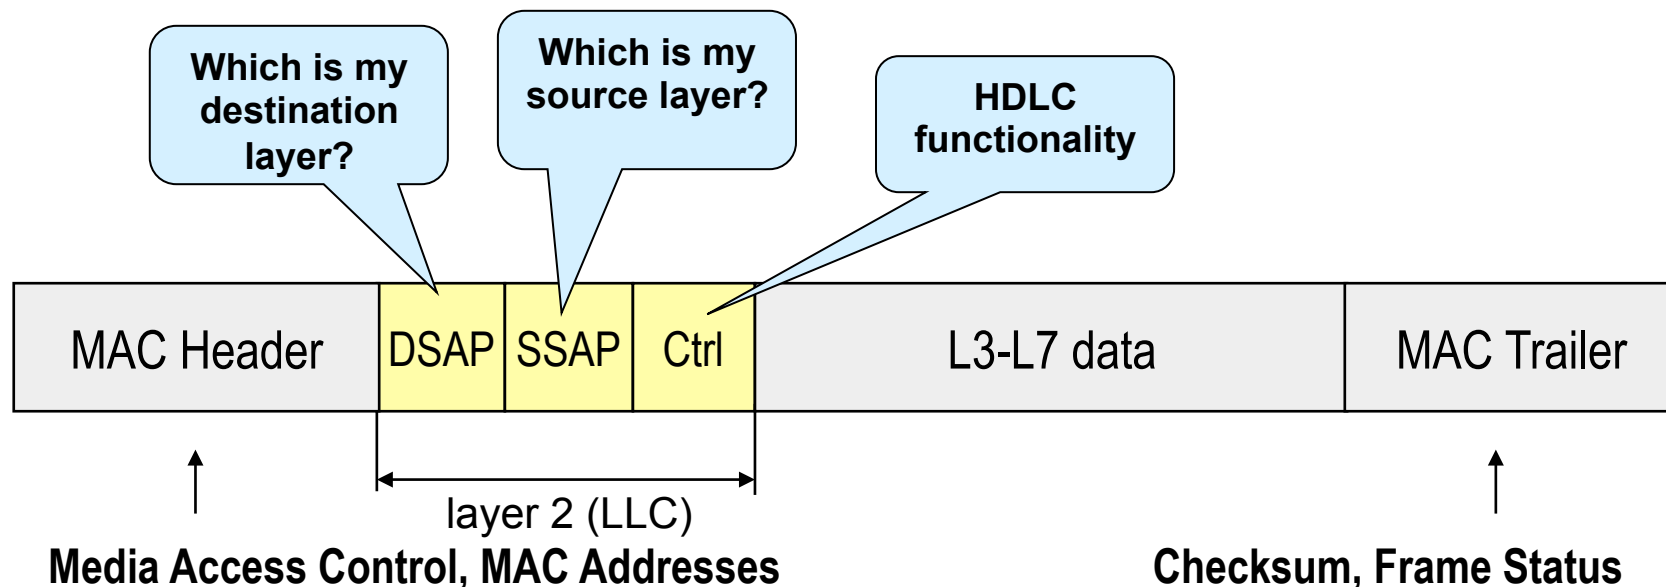 Which is my
destination
layer?
Which is my
source layer?
HDLC
functionality
MAC Header
DSAP
SSAP
Ctrl
L3-L7 data
MAC Trailer
layer 2 (LLC)
Media Access Control, MAC Addresses
Checksum, Frame Status